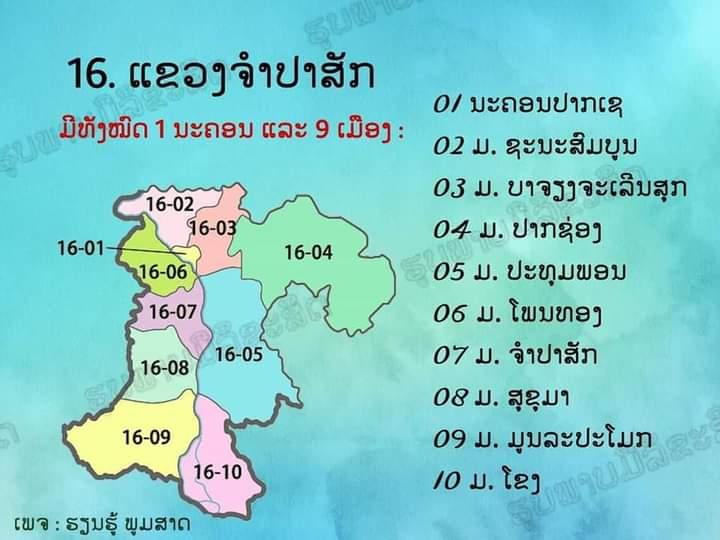 16. ແຂວງຈຳປາສັກ
ມີທັງໝົດ 1 ນະຄອນ ແລະ 9 ເມືອງ :
01 ນະຄອນປາກເຊ
02 ມ. ຊະນະສົມບູນ
03 ມ. ບາຈຽງຈະເລີນສຸກ
04 ມ. ປາກຊ່ອງ
05 ມ. ປະທຸມພອນ
06 ມ. ໂພນທອງ
07 ມ. ຈຳປາສັກ
08 ມ. ສຸຂຸມາ
09 ມ. ມູນລະປະໂມກ
10 ມ. ໂຂງ
16-02
16-03
16-01
16-04
16-06
16-07
16-05
16-08
16-09
16-10
ເພຈ : ຮຽນຮູ້ ພູມສາດ